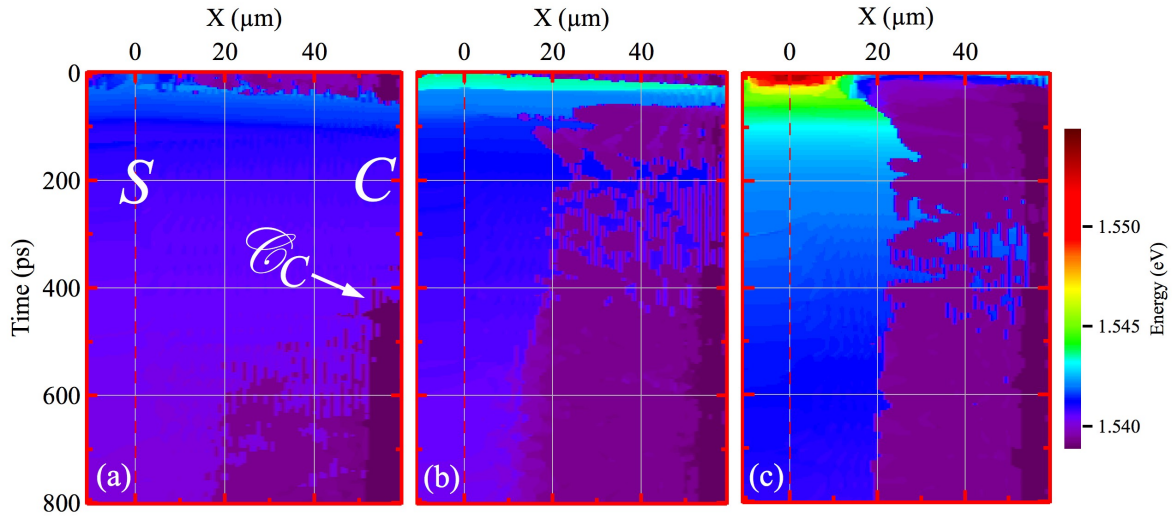 X (μm) X (μm) X (μm)
0 20 40 0 20 40 0 20 40
0
200
400
600
800
Time (ps)
S C
𝒞C
(a) (b) (c)
1.550
1.545
1.540
Energy (eV)